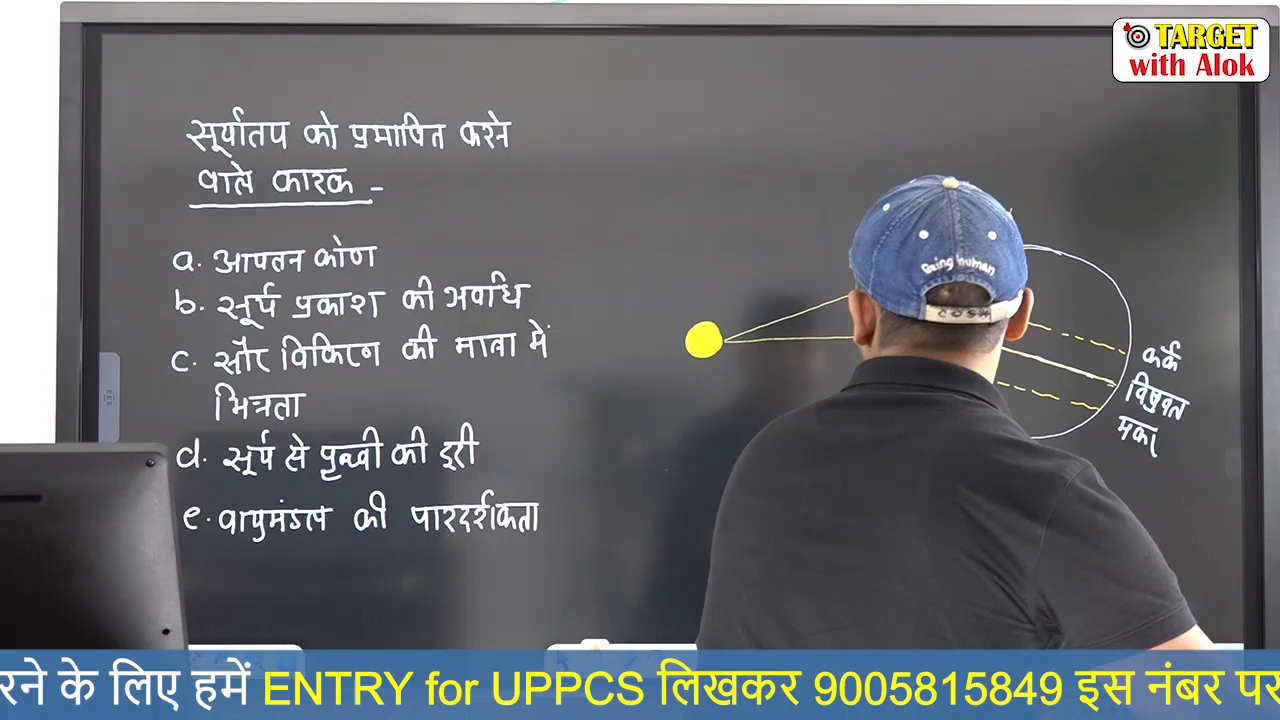 TARGET
with Alok
सूर्यातप को प्रभावित करने
वाले कारक -
a. आपतन कोण
b. सूर्य प्रकाश की अवधि
c. सौर विकिरण की मात्रा में
भिन्नता
d. सूर्य से पृथ्वी की दूरी
e. वायुमंडल की पारदर्शिकता
Being human
कर्क
विषुवत
मकर
रने के लिए हमें ENTRY for UPPCS लिखकर 9005815849 इस नंबर पर